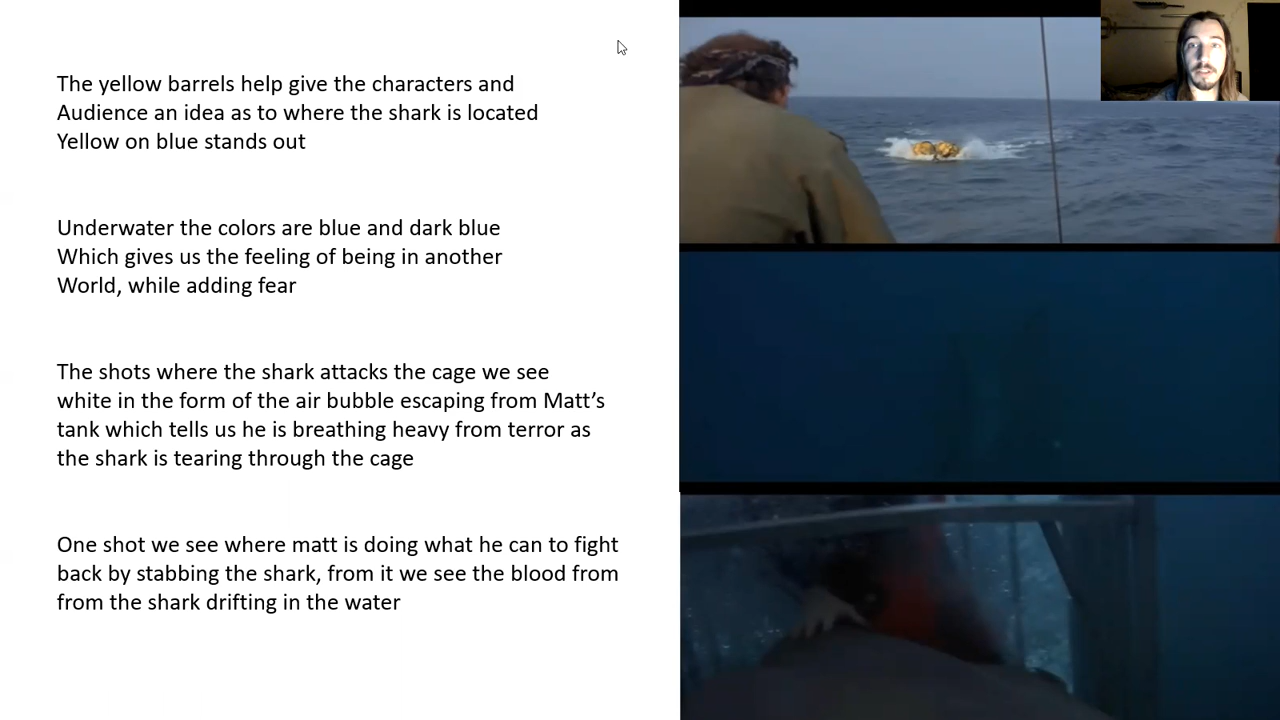 The yellow barrels help give the characters and
Audience an idea as to where the shark is located
Yellow on blue stands out
Underwater the colors are blue and dark blue
Which gives us the feeling of being in another
World, while adding fear
The shots where the shark attacks the cage we see
white in the form of the air bubble escaping from Matt’s
tank which tells us he is breathing heavy from terror as
the shark is tearing through the cage
One shot we see where matt is doing what he can to fight
back by stabbing the shark, from it we see the blood from
from the shark drifting in the water